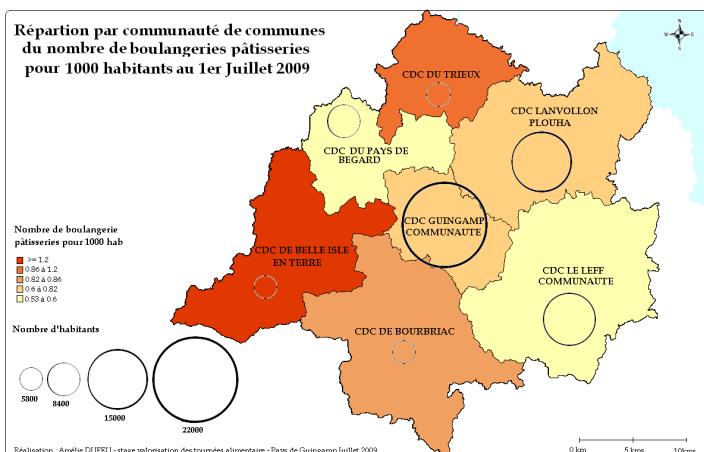 Répartion par communauté de communes
du nombre de boulangeries pâtisseries
pour 1000 habitants au 1er Juillet 2009
N
W
E
S
CDC DU TRIEUX
CDC LANVOLLON
PLOUHA
CDC DU PAYS DE
BEGARD
CDC GUINGAMP
COMMUNAUTE
CDC DE BELLE ISLE
EN TERRE
CDC LE LEFF
COMMUNAUTE
CDC DE BOURBRIAC
Nombre de boulangerie
pâtisseries pour 1000 hab
>= 1.2
0.86 à 1.2
0.82 à 0.86
0.6 à 0.82
0.53 à 0.6
Nombre d'habitants
5800
8400
15000
22000
Réalisation : Amélie DUFEU - stage valorisation des tournées alimentaire - Pays de Guingamp Juillet 2009
0 km
5 kms
10kms